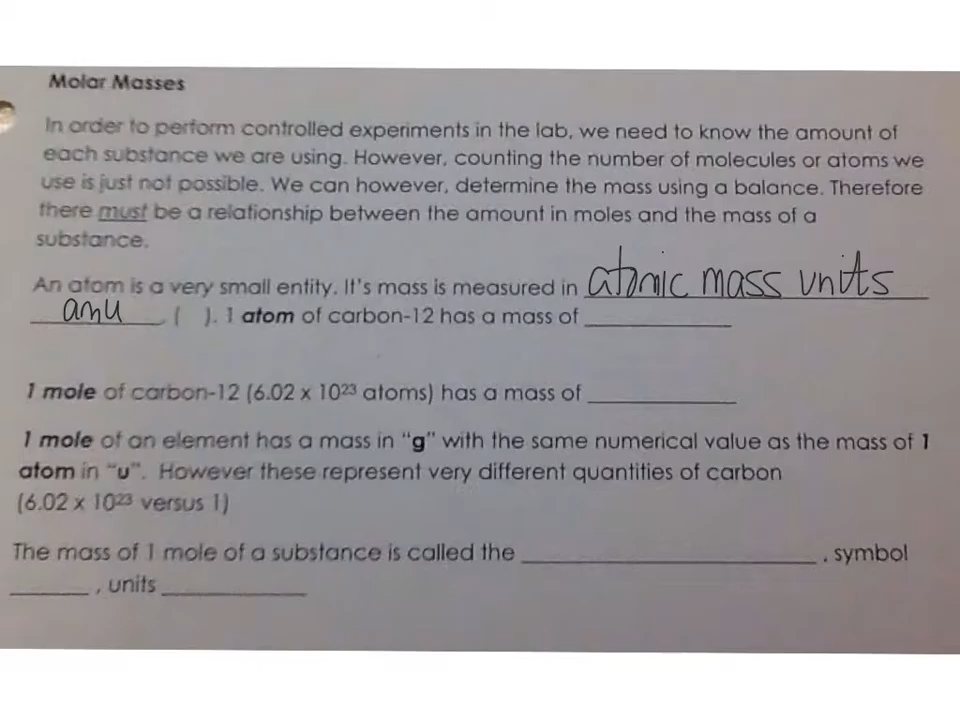 Molar Masses
In order to perform controlled experiments in the lab, we need to know the amount of
each substance we are using. However, counting the number of molecules or atoms we
use is just not possible. We can however, determine the mass using a balance. Therefore
there must be a relationship between the amount in moles and the mass of a
substance.
An atom is a very small entity. It's mass is measured in atomic mass units
amu ( ). 1 atom of carbon-12 has a mass of ____________
1 mole of carbon-12 (6.02 x 10²³ atoms) has a mass of ____________
1 mole of an element has a mass in "g" with the same numerical value as the mass of 1
atom in "u". However these represent very different quantities of carbon
(6.02 x 10²³ versus 1)
The mass of 1 mole of a substance is called the ________________________, symbol
______, units ____________